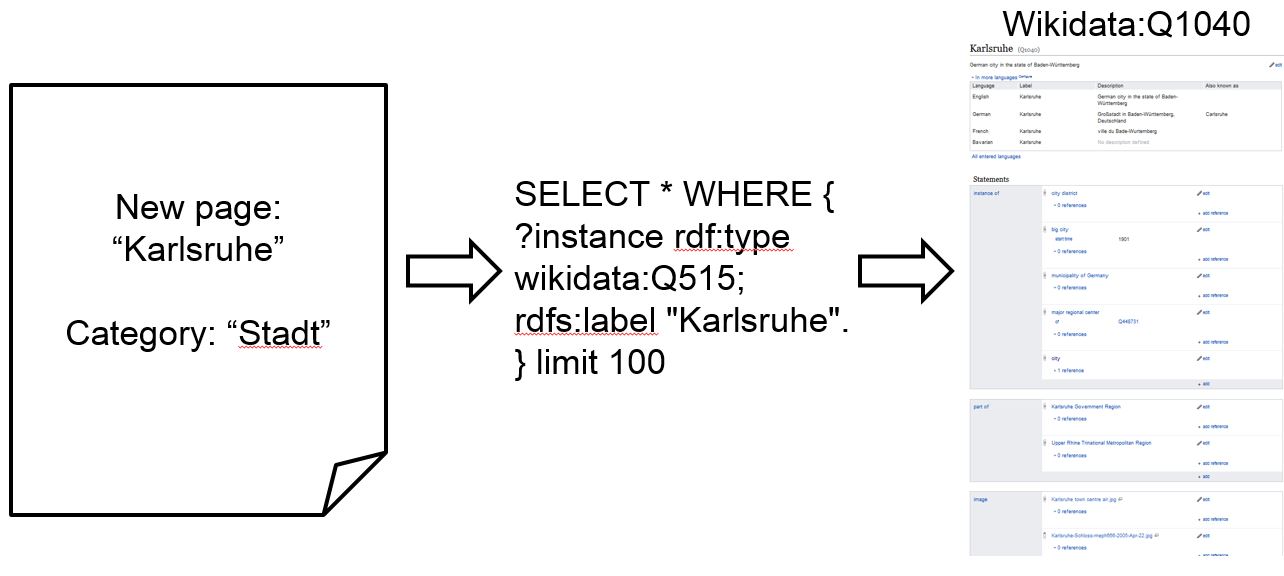 New page:
“Karlsruhe”
Category: “Stadt”
SELECT * WHERE {
?instance rdf:type
wikidata:Q515;
rdfs:label "Karlsruhe".
} limit 100
Wikidata:Q1040
Karlsruhe (Q1040)
German city in the state of Baden-Württemberg
edit
In more languages
Language Label Description Also known as
English Karlsruhe German city in the state of Baden-
Württemberg
German Karlsruhe Großstadt in Baden-Württemberg, Carlsruhe
Deutschland
French Karlsruhe ville du Bade-Wurtemberg
Bavarian Karlsruhe No description defined
All entered languages
Statements
instance of city district edit
0 references
+ add reference
big city edit
start time 1901
0 references
+ add reference
municipality of Germany edit
0 references
+ add reference
major regional center edit
of Q448731
0 references
+ add reference
city edit
1 reference
+ add
part of Karlsruhe Government Region edit
0 references
+ add reference
Upper Rhine Trinational Metropolitan Region edit
0 references
+ add reference
+ add
image Karlsruhe town centre air.jpg edit
0 references
+ add reference
Karlsruhe-Schloss-meph666-2005-Apr-22.jpg edit
0 references